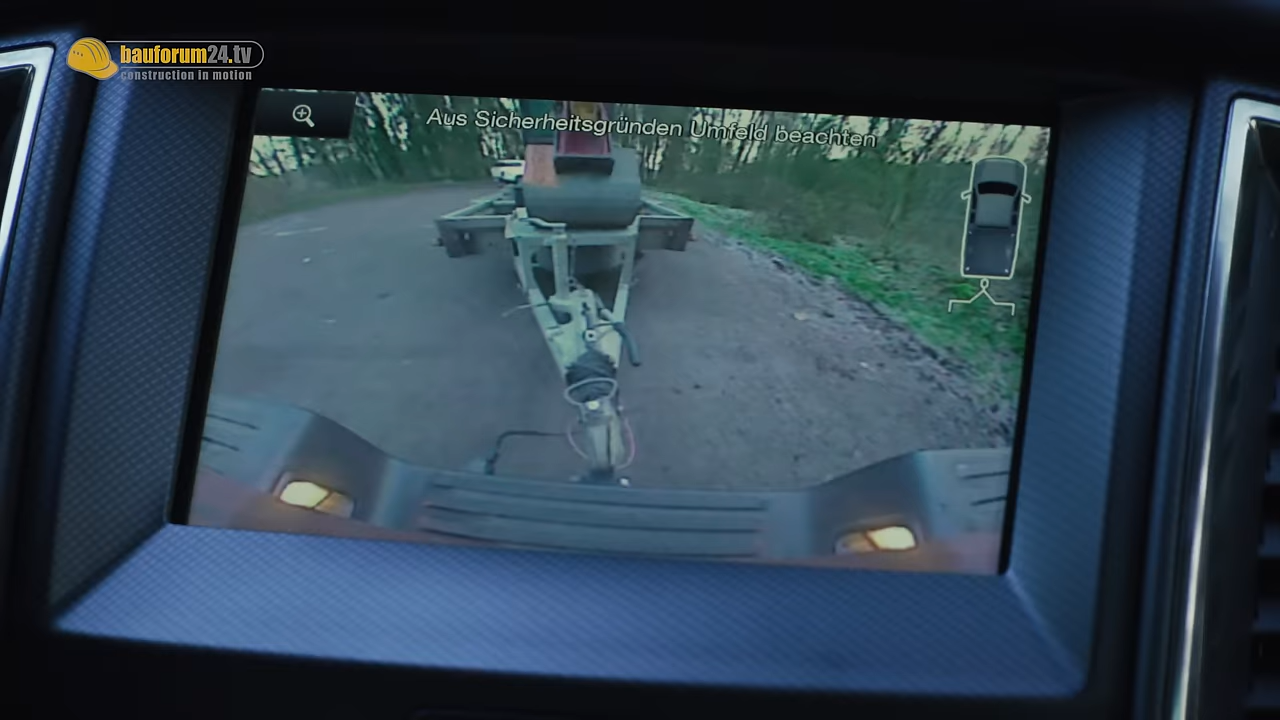 bauforum24.tv
construction in motion
Aus Sicherheitsgründen Umfeld beachten